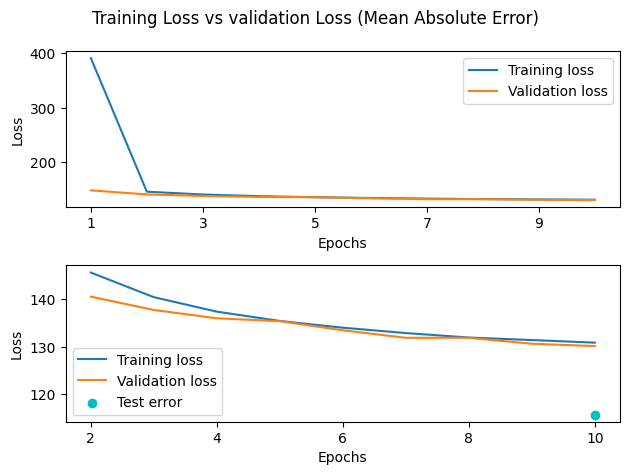 Training Loss vs validation Loss (Mean Absolute Error)
400
300
200
Loss
Training loss
Validation loss
1 3 5 7 9
Epochs
140
130
120
Loss
Training loss
Validation loss
Test error
2 4 6 8 10
Epochs